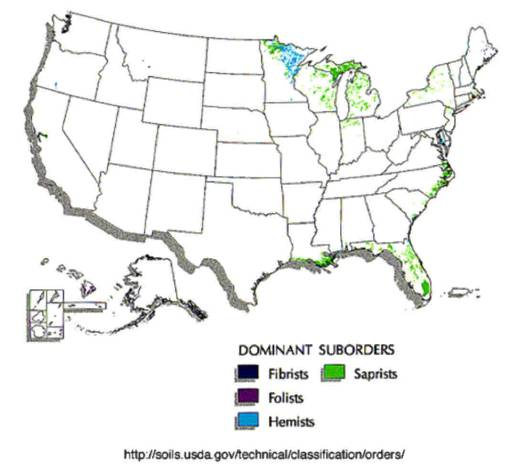 DOMINANT SUBORDERS
Fibrists Saprists
Folists
Hemists
http://soils.usda.gov/technical/classification/orders/